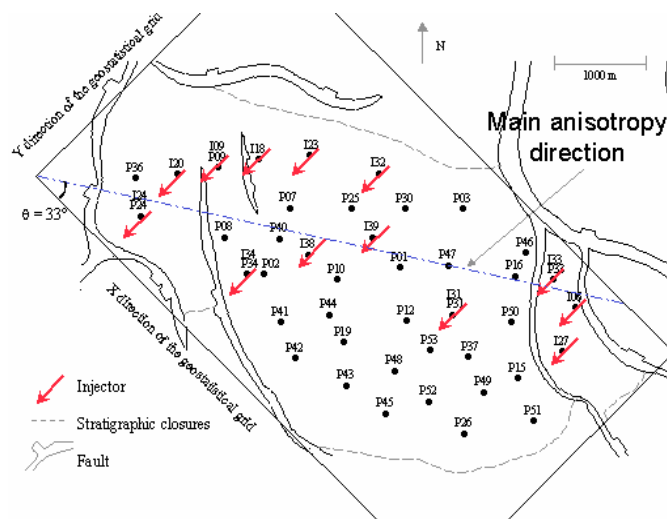 Y direction of the geostatistical grid
N
1000 m
Main anisotropy
direction
I09
P09
I18
I23
I20
P36
I32
I24
P24
P07
P25
P30
P03
θ = 33°
P08
P40
I39
I38
P46
I34
P34
P02
P10
P01
P47
P16
I33
I31
P31
P41
P44
P12
P50
P19
P53
P37
I27
P42
P48
P43
P15
P49
P52
P45
P51
P26
X direction of the geostatistical grid
Injector
Stratigraphic closures
Fault